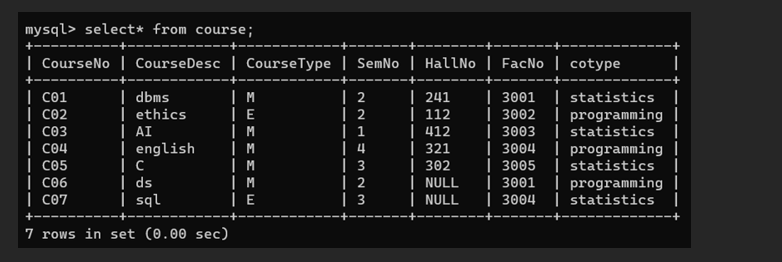 mysql> select* from course;
+----------+------------+------------+-------+--------+-------+-------------+
| CourseNo | CourseDesc | CourseType | SemNo | HallNo | FacNo | cotype      |
+----------+------------+------------+-------+--------+-------+-------------+
| C01      | dbms       | M          | 2     | 241    | 3001  | statistics  |
| C02      | ethics     | E          | 2     | 112    | 3002  | programming |
| C03      | AI         | M          | 1     | 412    | 3003  | statistics  |
| C04      | english    | M          | 4     | 321    | 3004  | programming |
| C05      | C          | M          | 3     | 302    | 3005  | statistics  |
| C06      | ds         | M          | 2     | NULL   | 3001  | programming |
| C07      | sql        | E          | 3     | NULL   | 3004  | statistics  |
+----------+------------+------------+-------+--------+-------+-------------+
7 rows in set (0.00 sec)